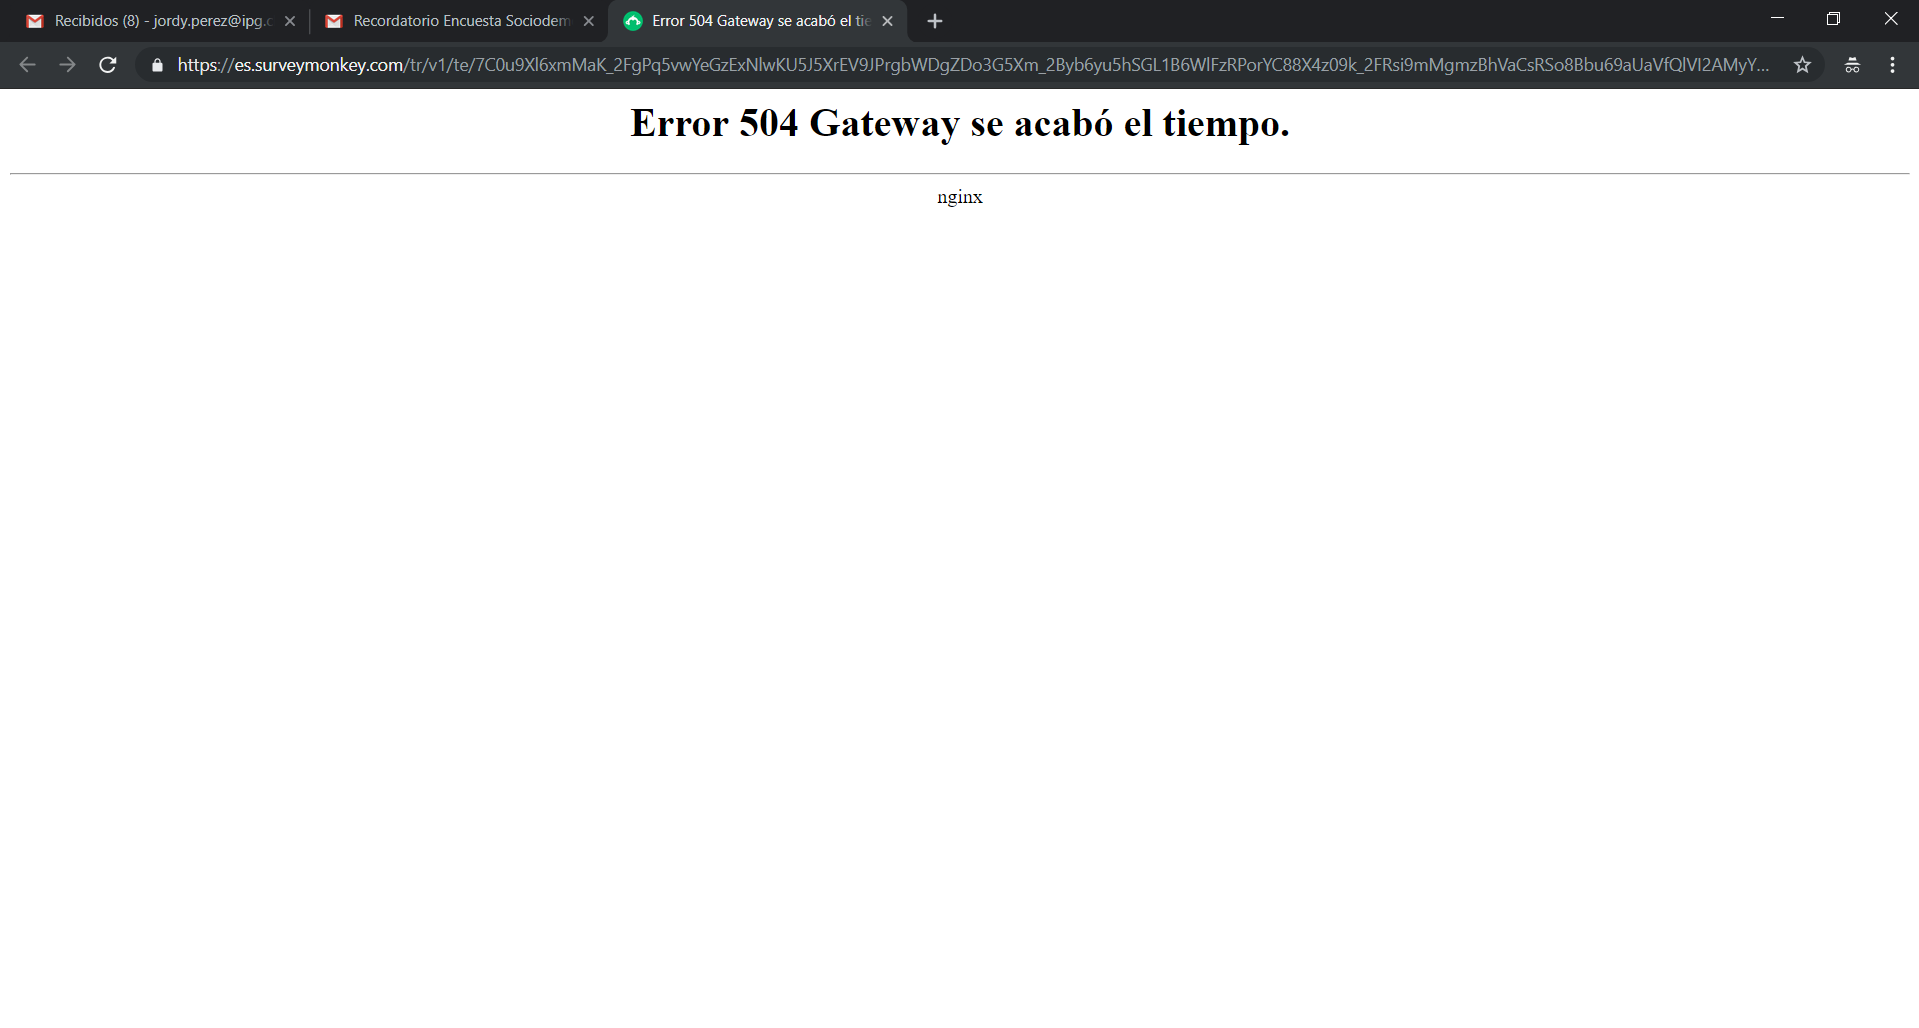 Recibidos (8) - jordy.perez@ipg.c
Recordatorio Encuesta Sociodem
Error 504 Gateway se acabó el tie
https://es.surveymonkey.com/tr/v1/te/7C0u9Xl6xmMaK_2FgPq5vwYeGzExNlwKU5J5XrEV9JPrgbWDgZDo3G5Xm_2Byb6yu5hSGL1B6WlFzRPorYC88X4z09k_2FRsi9mMgmzBhVaCsRSo8Bbu69aUaVfQlVI2AMyY...
Error 504 Gateway se acabó el tiempo.
nginx